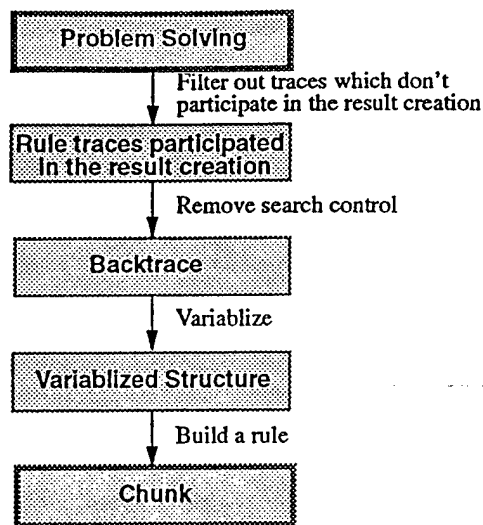 Problem Solving
Filter out traces which don't
participate in the result creation
Rule traces participated
in the result creation
Remove search control
Backtrace
Variablize
Variablized Structure
Build a rule
Chunk